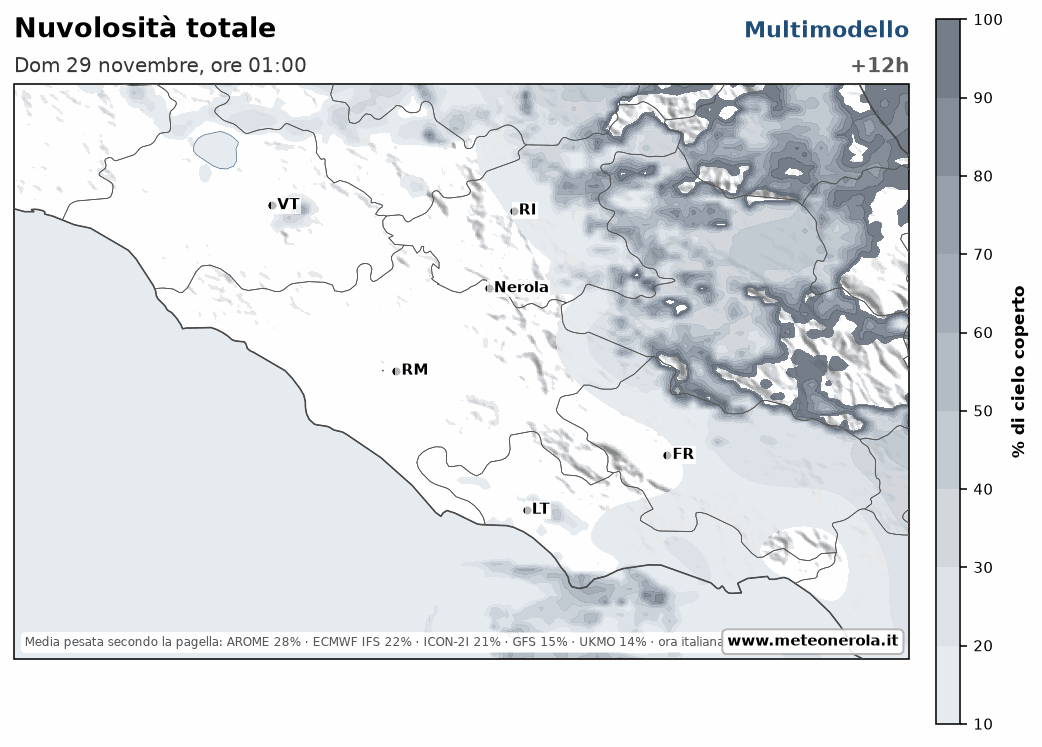 Nuvolosità totale
Multimodello
Dom 29 novembre, ore 01:00
+12h
100
90
80
70
60
50
40
30
20
10
% di cielo coperto
VT
RI
Nerola
RM
FR
LT
Media pesata secondo la pagella: AROME 28% · ECMWF IFS 22% · ICON-2I 21% · GFS 15% · UKMO 14% · ora italiana
www.meteonerola.it